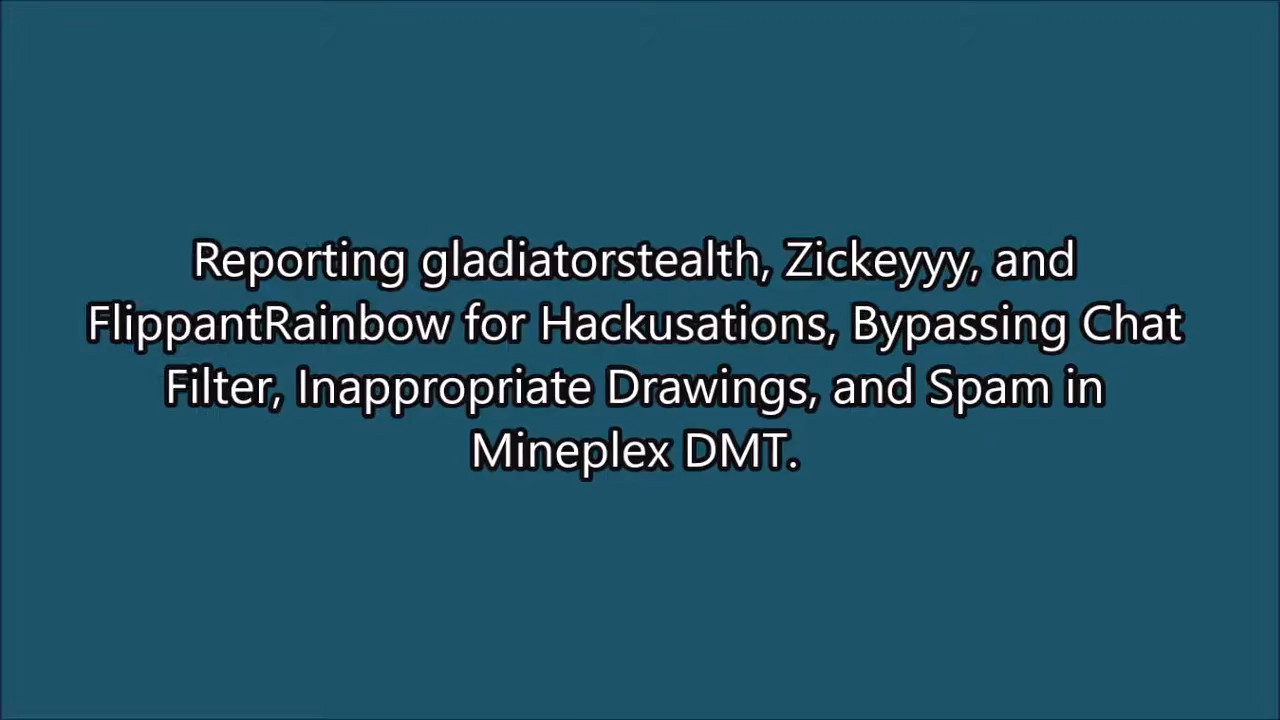 Reporting gladiatorstealth, Zickeyyy, and
FlippantRainbow for Hackusations, Bypassing Chat
Filter, Inappropriate Drawings, and Spam in
Mineplex DMT.